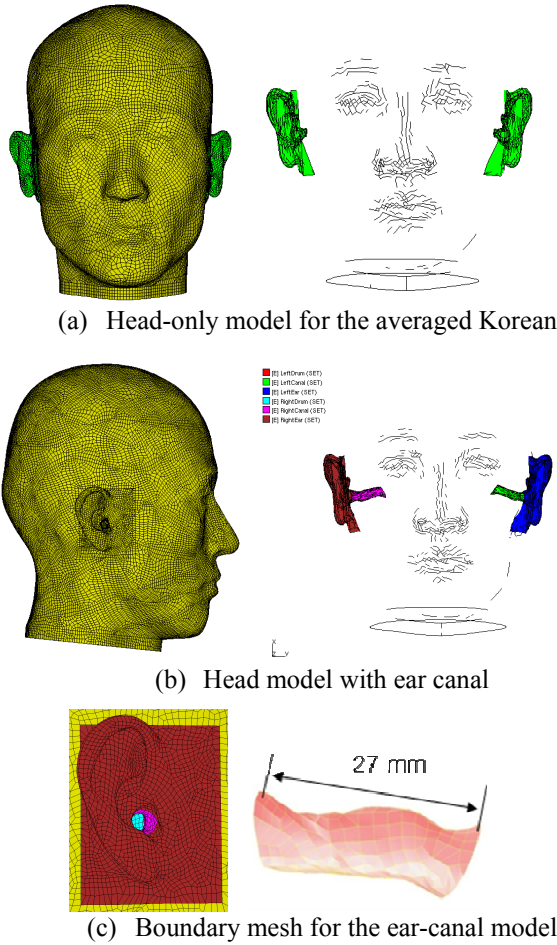 (a) Head-only model for the averaged Korean
[E] LeftDrum (SET)
[E] LeftCanal (SET)
[E] LeftEar (SET)
[E] RightDrum (SET)
[E] RightCanal (SET)
[E] RightEar (SET)
X
Z Y
(b) Head model with ear canal
27 mm
(c) Boundary mesh for the ear-canal model